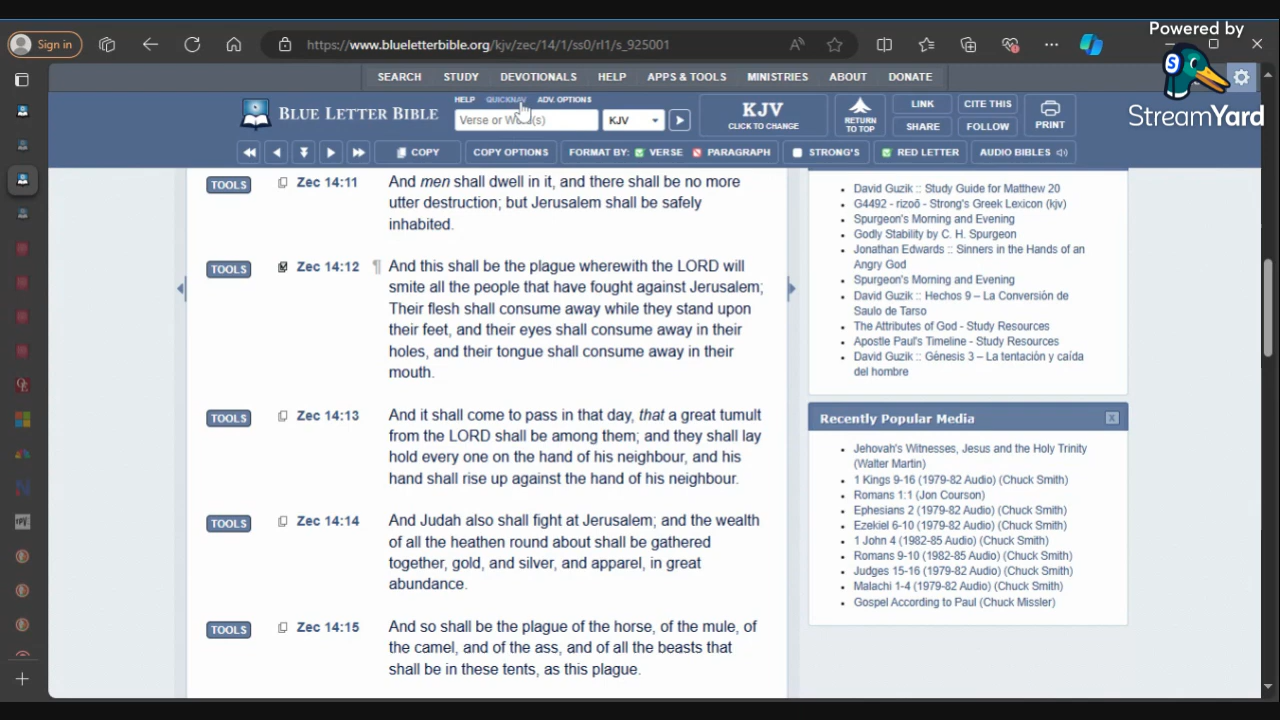 Powered by
StreamYard
Sign in
https://www.blueletterbible.org/kjv/zec/14/1/ss0/rl1/s_925001
SEARCH STUDY DEVOTIONALS HELP APPS & TOOLS MINISTRIES ABOUT DONATE
BLUE LETTER BIBLE
HELP QUICKNAV ADV. OPTIONS
Verse or Word(s) KJV
KJV
CLICK TO CHANGE
RETURN
TO TOP
LINK CITE THIS
SHARE FOLLOW
PRINT
COPY COPY OPTIONS FORMAT BY: VERSE PARAGRAPH STRONG'S RED LETTER AUDIO BIBLES
TOOLS Zec 14:11 And men shall dwell in it, and there shall be no more
utter destruction; but Jerusalem shall be safely
inhabited.
TOOLS Zec 14:12 ¶ And this shall be the plague wherewith the LORD will
smite all the people that have fought against Jerusalem;
Their flesh shall consume away while they stand upon
their feet, and their eyes shall consume away in their
holes, and their tongue shall consume away in their
mouth.
TOOLS Zec 14:13 And it shall come to pass in that day, that a great tumult
from the LORD shall be among them; and they shall lay
hold every one on the hand of his neighbour, and his
hand shall rise up against the hand of his neighbour.
TOOLS Zec 14:14 And Judah also shall fight at Jerusalem; and the wealth
of all the heathen round about shall be gathered
together, gold, and silver, and apparel, in great
abundance.
TOOLS Zec 14:15 And so shall be the plague of the horse, of the mule, of
the camel, and of the ass, and of all the beasts that
shall be in these tents, as this plague.
David Guzik :: Study Guide for Matthew 20
G4492 - rizoō - Strong's Greek Lexicon (kjv)
Spurgeon's Morning and Evening
Godly Stability by C. H. Spurgeon
Jonathan Edwards :: Sinners in the Hands of an
Angry God
Spurgeon's Morning and Evening
David Guzik :: Hechos 9 – La Conversión de
Saulo de Tarso
The Attributes of God - Study Resources
Apostle Paul's Timeline - Study Resources
David Guzik :: Génesis 3 – La tentación y caída
del hombre
Recently Popular Media
Jehovah's Witnesses, Jesus and the Holy Trinity
(Walter Martin)
1 Kings 9-16 (1979-82 Audio) (Chuck Smith)
Romans 1:1 (Jon Courson)
Ephesians 2 (1979-82 Audio) (Chuck Smith)
Ezekiel 6-10 (1979-82 Audio) (Chuck Smith)
1 John 4 (1982-85 Audio) (Chuck Smith)
Romans 9-10 (1982-85 Audio) (Chuck Smith)
Judges 15-16 (1979-82 Audio) (Chuck Smith)
Malachi 1-4 (1979-82 Audio) (Chuck Smith)
Gospel According to Paul (Chuck Missler)